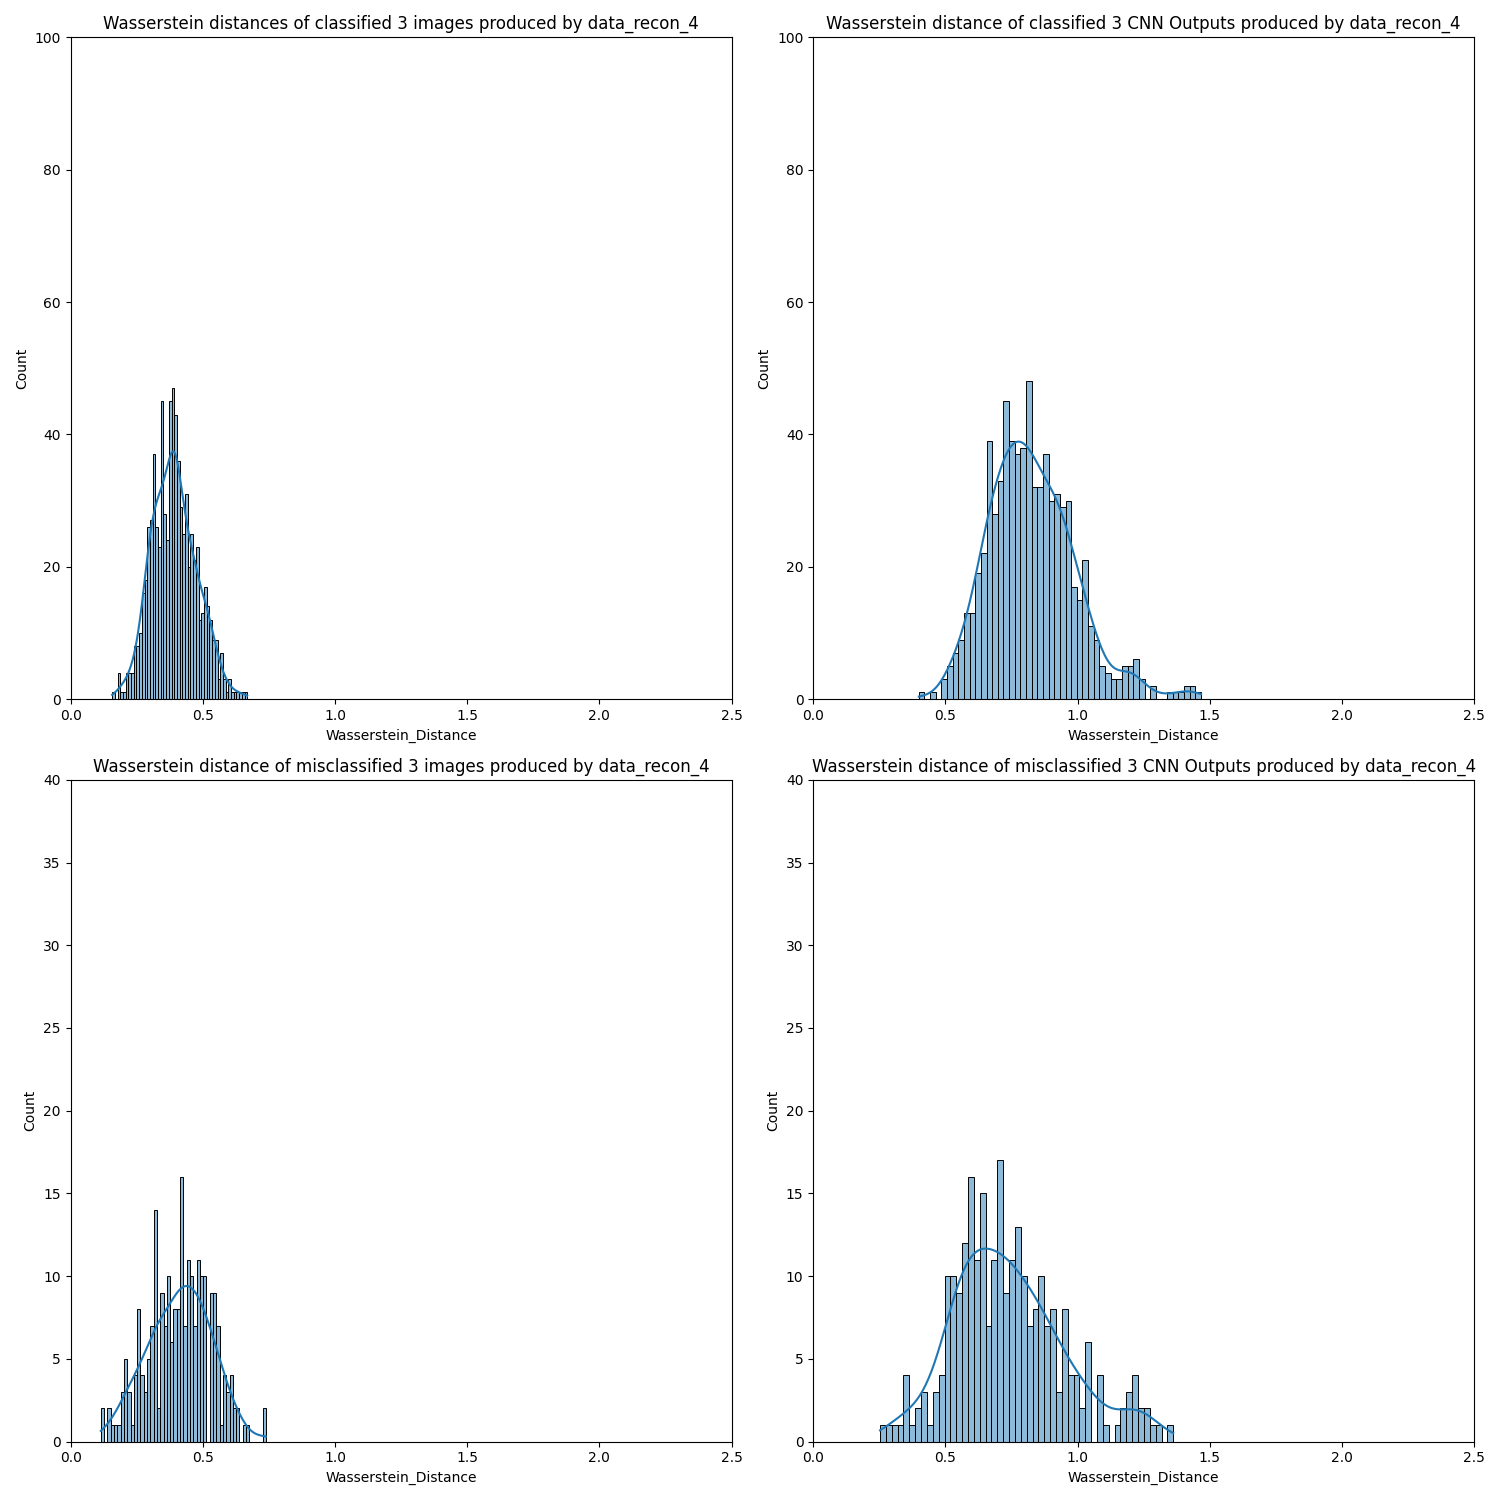 Wasserstein distances of classified 3 images produced by data_recon_4
100
80
60
40
20
0
Count
0.0 0.5 1.0 1.5 2.0 2.5
Wasserstein_Distance
Wasserstein distance of classified 3 CNN Outputs produced by data_recon_4
100
80
60
40
20
0
Count
0.0 0.5 1.0 1.5 2.0 2.5
Wasserstein_Distance
Wasserstein distance of misclassified 3 images produced by data_recon_4
40
35
30
25
20
15
10
5
0
Count
0.0 0.5 1.0 1.5 2.0 2.5
Wasserstein_Distance
Wasserstein distance of misclassified 3 CNN Outputs produced by data_recon_4
40
35
30
25
20
15
10
5
0
Count
0.0 0.5 1.0 1.5 2.0 2.5
Wasserstein_Distance